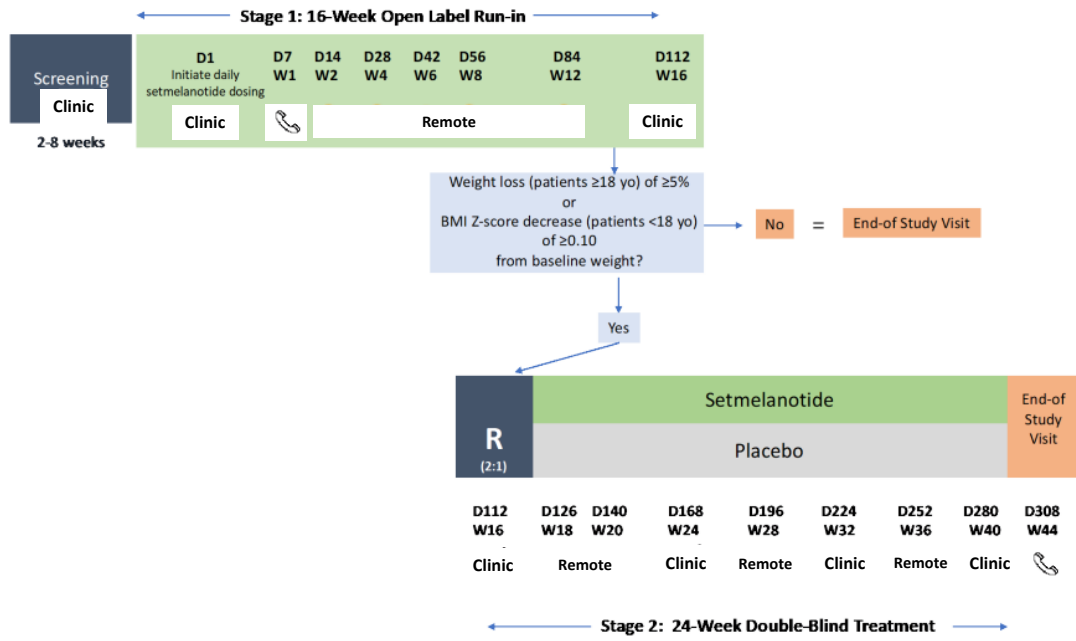 Stage 1: 16-Week Open Label Run-in
Screening
Clinic
2-8 weeks
D1
Initiate daily
setmelanotide dosing
Clinic
D7
W1
D14
W2
D28
W4
D42
W6
D56
W8
D84
W12
Remote
D112
W16
Clinic
Weight loss (patients ≥18 yo) of ≥5%
or
BMI Z-score decrease (patients <18 yo)
of ≥0.10
from baseline weight?
No
=
End-of Study Visit
Yes
R
(2:1)
Setmelanotide
Placebo
End-of
Study
Visit
D112
W16
Clinic
D126
W18
D140
W20
Remote
D168
W24
Clinic
D196
W28
Remote
D224
W32
Clinic
D252
W36
Remote
D280
W40
Clinic
D308
W44
Stage 2: 24-Week Double-Blind Treatment